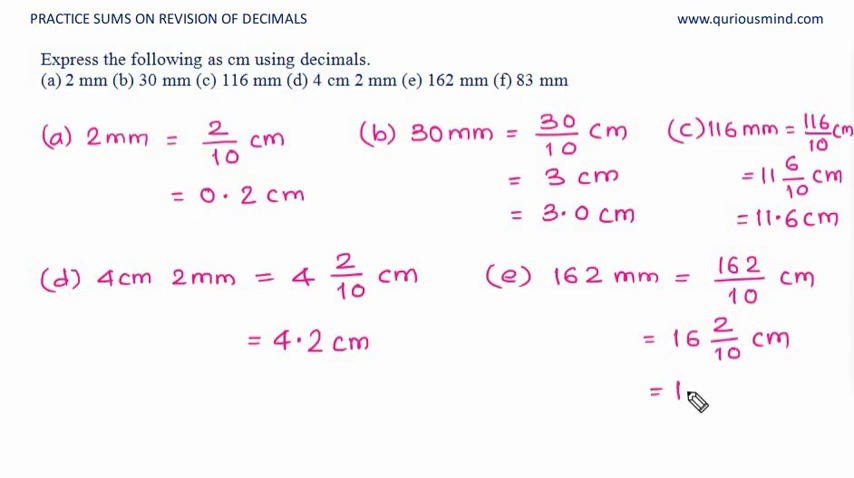 PRACTICE SUMS ON REVISION OF DECIMALS
www.quriousmind.com
Express the following as cm using decimals.
(a) 2 mm (b) 30 mm (c) 116 mm (d) 4 cm 2 mm (e) 162 mm (f) 83 mm
(a) 2mm = 2/10 cm
= 0.2 cm
(b) 30mm = 30/10 cm
= 3 cm
= 3.0 cm
(c) 116 mm = 116/10 cm
= 11 6/10 cm
= 11.6 cm
(d) 4cm 2mm = 4 2/10 cm
= 4.2 cm
(e) 162 mm = 162/10 cm
= 16 2/10 cm
= 1